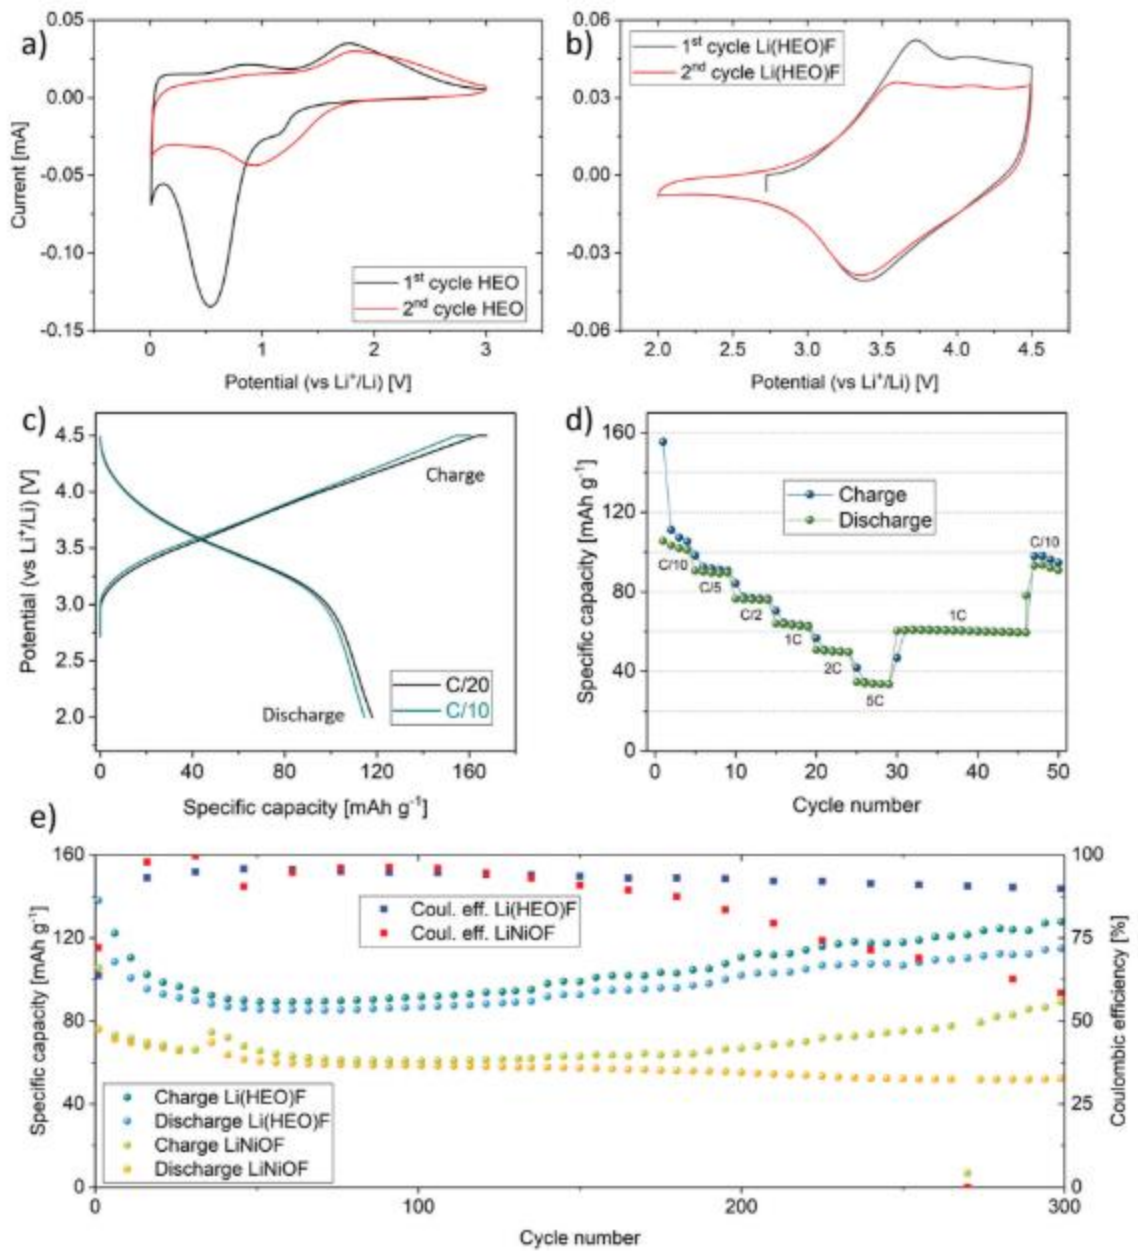 a)
0.05
0.00
-0.05
-0.10
-0.15
Current [mA]
1st cycle HEO
2nd cycle HEO
0 1 2 3
Potential (vs Li+/Li) [V]
b)
0.06
0.03
0.00
-0.03
-0.06
1st cycle Li(HEO)F
2nd cycle Li(HEO)F
2.0 2.5 3.0 3.5 4.0 4.5
Potential (vs Li+/Li) [V]
c)
4.5
4.0
3.5
3.0
2.5
2.0
Potential (vs Li+/Li) [V]
Charge
Discharge
C/20
C/10
0 40 80 120 160
Specific capacity [mAh g-1]
d)
160
120
80
40
0
Specific capacity [mAh g-1]
Charge
Discharge
C/10
C/5
C/2
1C
2C
5C
1C
C/10
0 10 20 30 40 50
Cycle number
e)
160
120
80
40
0
Specific capacity [mAh g-1]
Coul. eff. Li(HEO)F
Coul. eff. LiNiOF
Charge Li(HEO)F
Discharge Li(HEO)F
Charge LiNiOF
Discharge LiNiOF
100
75
50
25
0
Coulombic efficiency [%]
0 100 200 300
Cycle number